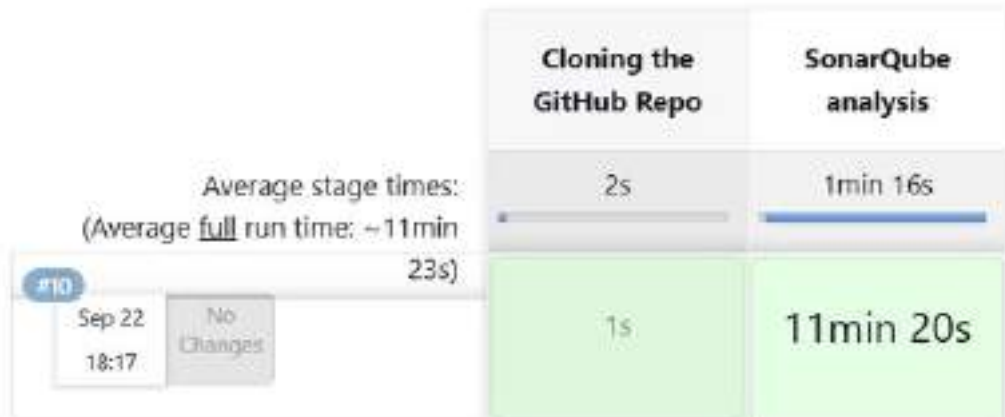 Cloning the
GitHub Repo
SonarQube
analysis
Average stage times:
2s
1min 16s
(Average full run time: ~11min
23s)
#10
Sep 22
18:17
No
Changes
1s
11min 20s